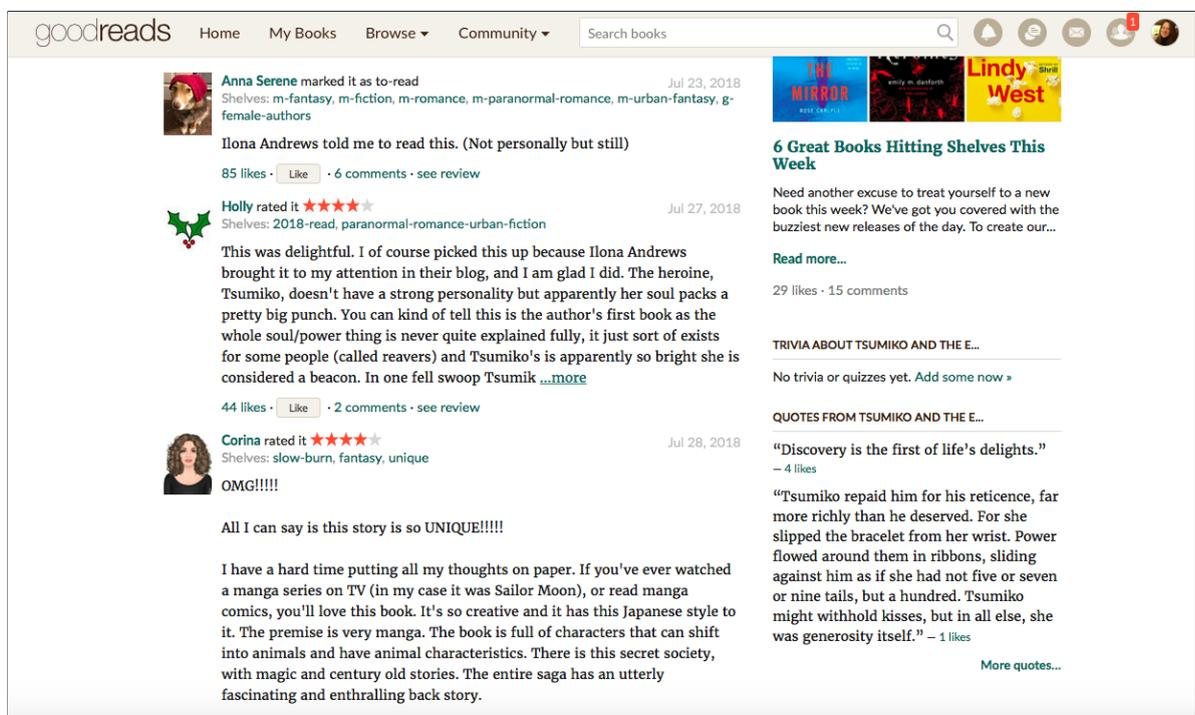 goodreads Home My Books Browse Community Search books 1
Anna Serene marked it as to-read Jul 23, 2018
Shelves: m-fantasy, m-fiction, m-romance, m-paranormal-romance, m-urban-fantasy, g-
female-authors
Ilona Andrews told me to read this. (Not personally but still)
85 likes · Like · 6 comments · see review
Holly rated it Jul 27, 2018
Shelves: 2018-read, paranormal-romance-urban-fiction
This was delightful. I of course picked this up because Ilona Andrews
brought it to my attention in their blog, and I am glad I did. The heroine,
Tsumiko, doesn't have a strong personality but apparently her soul packs a
pretty big punch. You can kind of tell this is the author's first book as the
whole soul/power thing is never quite explained fully, it just sort of exists
for some people (called reavers) and Tsumiko's is apparently so bright she is
considered a beacon. In one fell swoop Tsumik ...more
44 likes · Like · 2 comments · see review
Corina rated it Jul 28, 2018
Shelves: slow-burn, fantasy, unique
OMG!!!!!
All I can say is this story is so UNIQUE!!!!!
I have a hard time putting all my thoughts on paper. If you've ever watched
a manga series on TV (in my case it was Sailor Moon), or read manga
comics, you'll love this book. It's so creative and it has this Japanese style to
it. The premise is very manga. The book is full of characters that can shift
into animals and have animal characteristics. There is this secret society,
with magic and century old stories. The entire saga has an utterly
fascinating and enthralling back story.
THE
MIRROR
ROSE CARLYLE
emily m. danforth
Lindy
West
Shrill
6 Great Books Hitting Shelves This
Week
Need another excuse to treat yourself to a new
book this week? We've got you covered with the
buzziest new releases of the day. To create our...
Read more...
29 likes · 15 comments
TRIVIA ABOUT TSUMIKO AND THE E...
No trivia or quizzes yet. Add some now »
QUOTES FROM TSUMIKO AND THE E...
“Discovery is the first of life's delights.”
— 4 likes
“Tsumiko repaid him for his reticence, far
more richly than he deserved. For she
slipped the bracelet from her wrist. Power
flowed around them in ribbons, sliding
against him as if she had not five or seven
or nine tails, but a hundred. Tsumiko
might withhold kisses, but in all else, she
was generosity itself.” — 1 likes
More quotes...